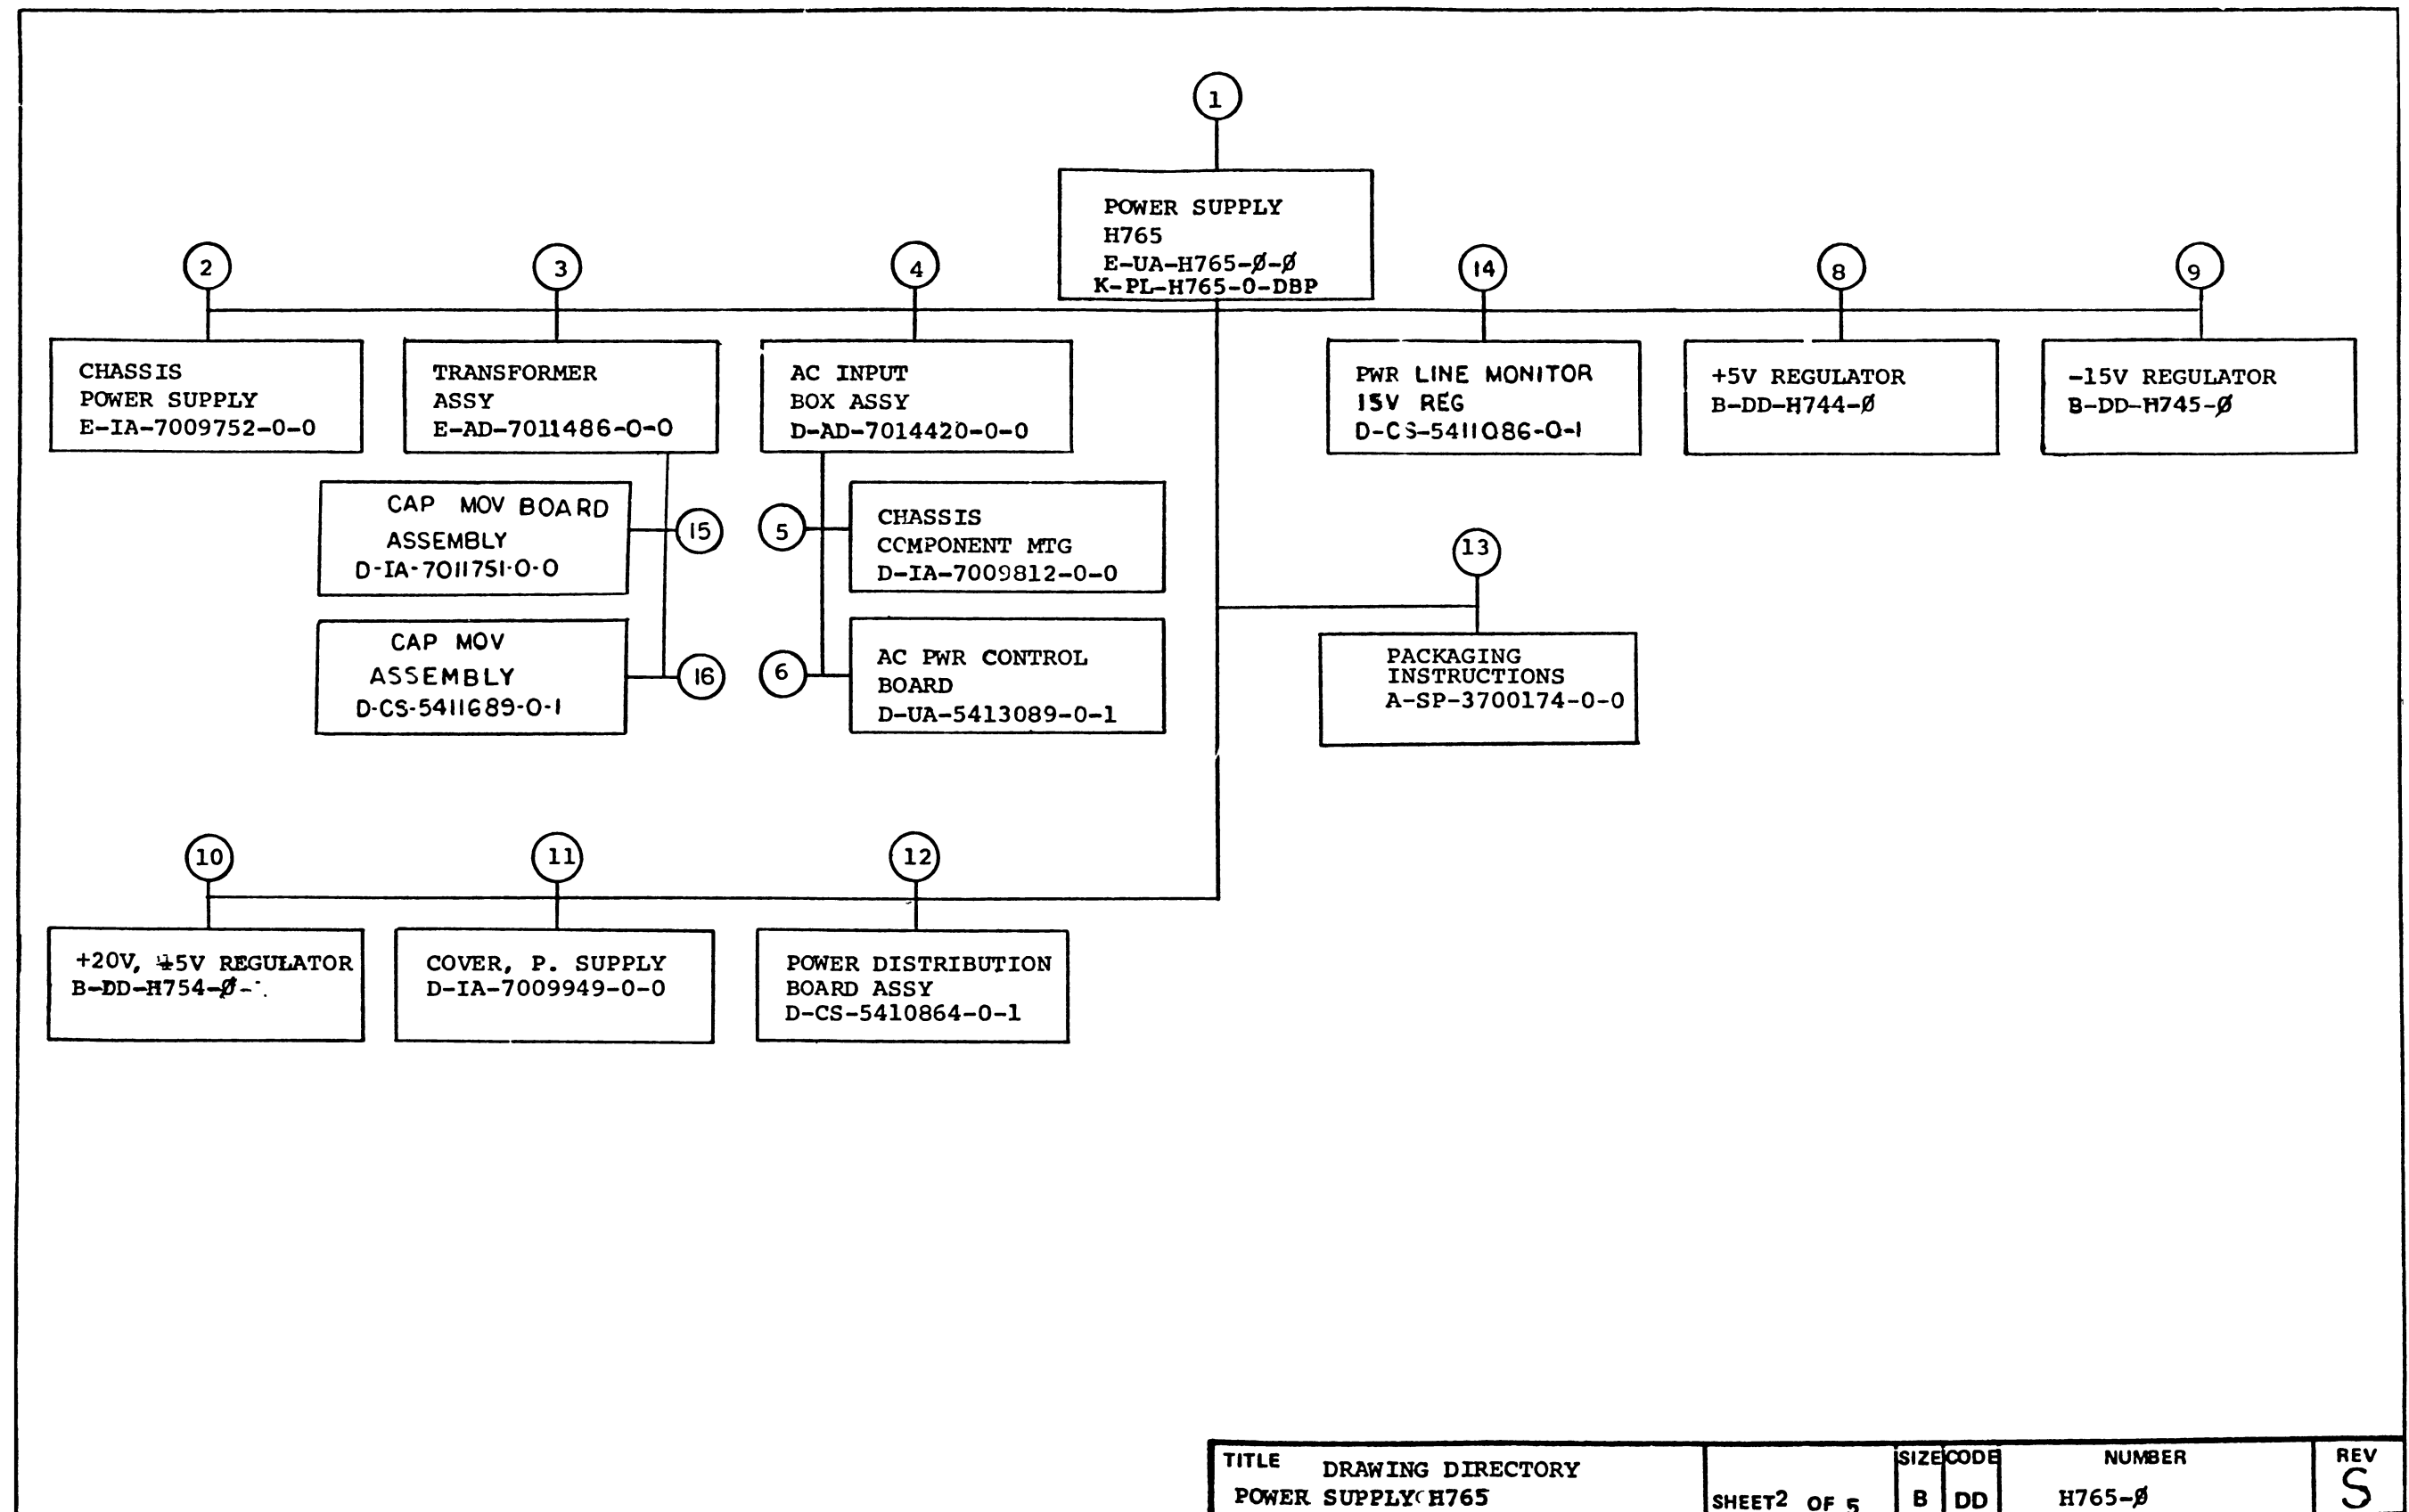 1
POWER SUPPLY
H765
E-UA-H765-Ø-Ø
K-PL-H765-0-DBP
2
3
4
14
8
9
CHASSIS
POWER SUPPLY
E-IA-7009752-0-0
TRANSFORMER
ASSY
E-AD-7011486-0-0
AC INPUT
BOX ASSY
D-AD-7014420-0-0
PWR LINE MONITOR
15V REG
D-CS-5411086-0-1
+5V REGULATOR
B-DD-H744-Ø
-15V REGULATOR
B-DD-H745-Ø
CAP MOV BOARD
ASSEMBLY
D-IA-7011751-0-0
15
5
CHASSIS
COMPONENT MTG
D-IA-7009812-0-0
13
CAP MOV
ASSEMBLY
D-CS-5411689-0-1
16
6
AC PWR CONTROL
BOARD
D-UA-5413089-0-1
PACKAGING
INSTRUCTIONS
A-SP-3700174-0-0
10
11
12
+20V, REGULATOR
B-DD-H754-Ø-
COVER, P. SUPPLY
D-IA-7009949-0-0
POWER DISTRIBUTION
BOARD ASSY
D-CS-5410864-0-1
TITLE
DRAWING DIRECTORY
POWER SUPPLY H765
SHEET 2 OF 5
SIZE
B
CODE
DD
NUMBER
H765-Ø
REV
S